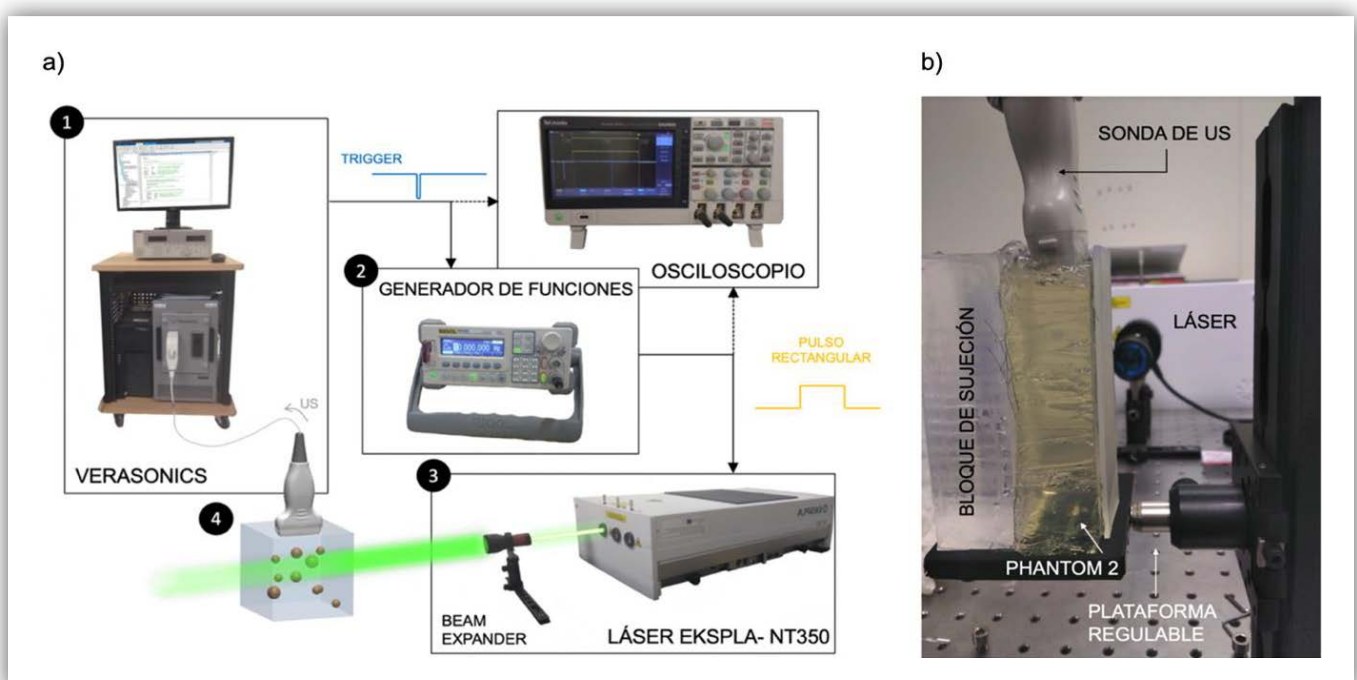 a)
b)
1
TRIGGER
2
GENERADOR DE FUNCIONES
OSCILOSCOPIO
PULSO
RECTANGULAR
US
VERASONICS
3
4
BEAM
EXPANDER
LÁSER EKSPLA- NT350
SONDA DE US
BLOQUE DE SUJECIÓN
LÁSER
PHANTOM 2
PLATAFORMA
REGULABLE